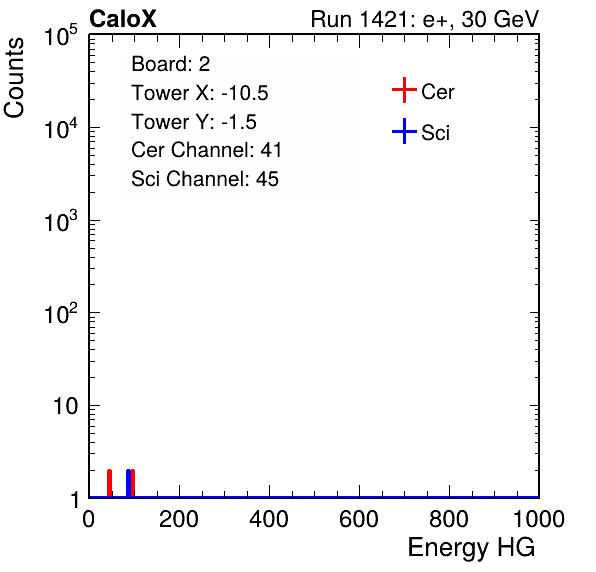 CaloX Run 1421: e+, 30 GeV
Counts
Board: 2
Tower X: -10.5
Tower Y: -1.5
Cer Channel: 41
Sci Channel: 45
Cer
Sci
10^5
10^4
10^3
10^2
10
1
0 200 400 600 800 1000
Energy HG